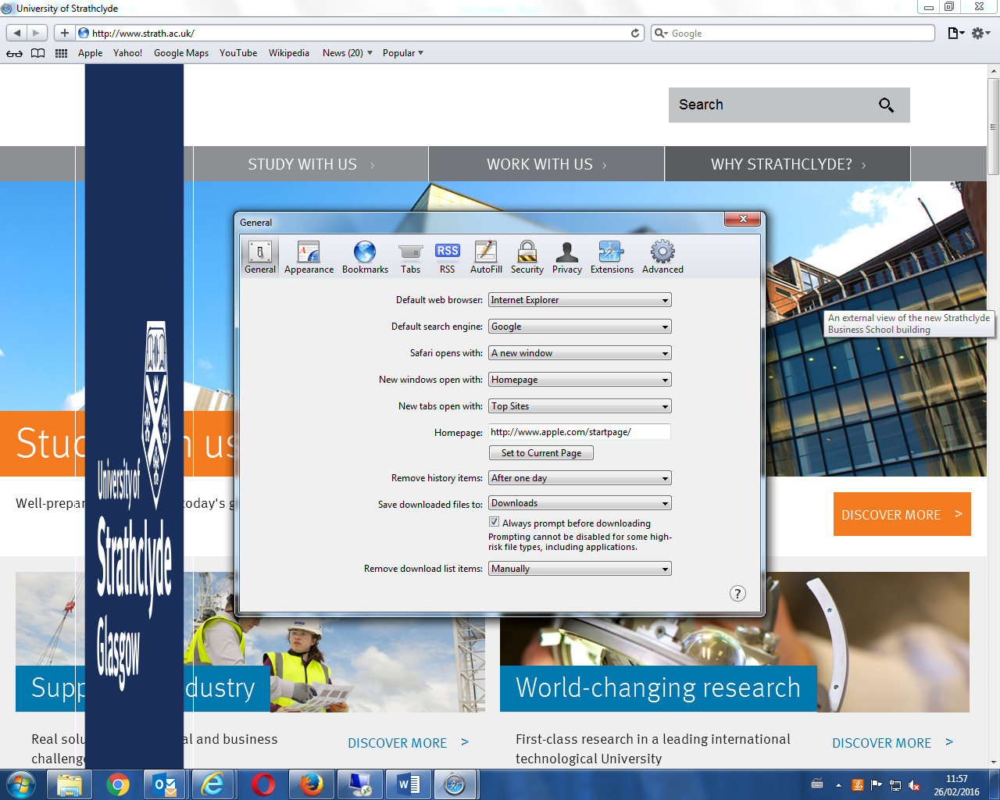 University of Strathclyde
http://www.strath.ac.uk/
Google
Apple Yahoo! Google Maps YouTube Wikipedia News (20) Popular
Search
STUDY WITH US > WORK WITH US > WHY STRATHCLYDE? >
General
General Appearance Bookmarks Tabs RSS AutoFill Security Privacy Extensions Advanced
RSS
Default web browser: Internet Explorer
Default search engine: Google
Safari opens with: A new window
New windows open with: Homepage
New tabs open with: Top Sites
Homepage: http://www.apple.com/startpage/
Set to Current Page
Remove history items: After one day
Save downloaded files to: Downloads
Always prompt before downloading
Prompting cannot be disabled for some high-
risk file types, including applications.
Remove download list items: Manually
?
An external view of the new Strathclyde
Business School building
University of
Strathclyde
Glasgow
us
Well-prepar today's g
DISCOVER MORE >
Supp dustry
World-changing research
Real solu al and business
challenge
DISCOVER MORE >
First-class research in a leading international
technological University
DISCOVER MORE >
11:57
26/02/2016